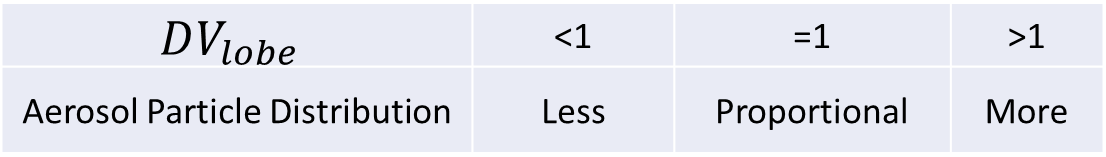 DV_lobe <1 =1 >1
Aerosol Particle Distribution Less Proportional More